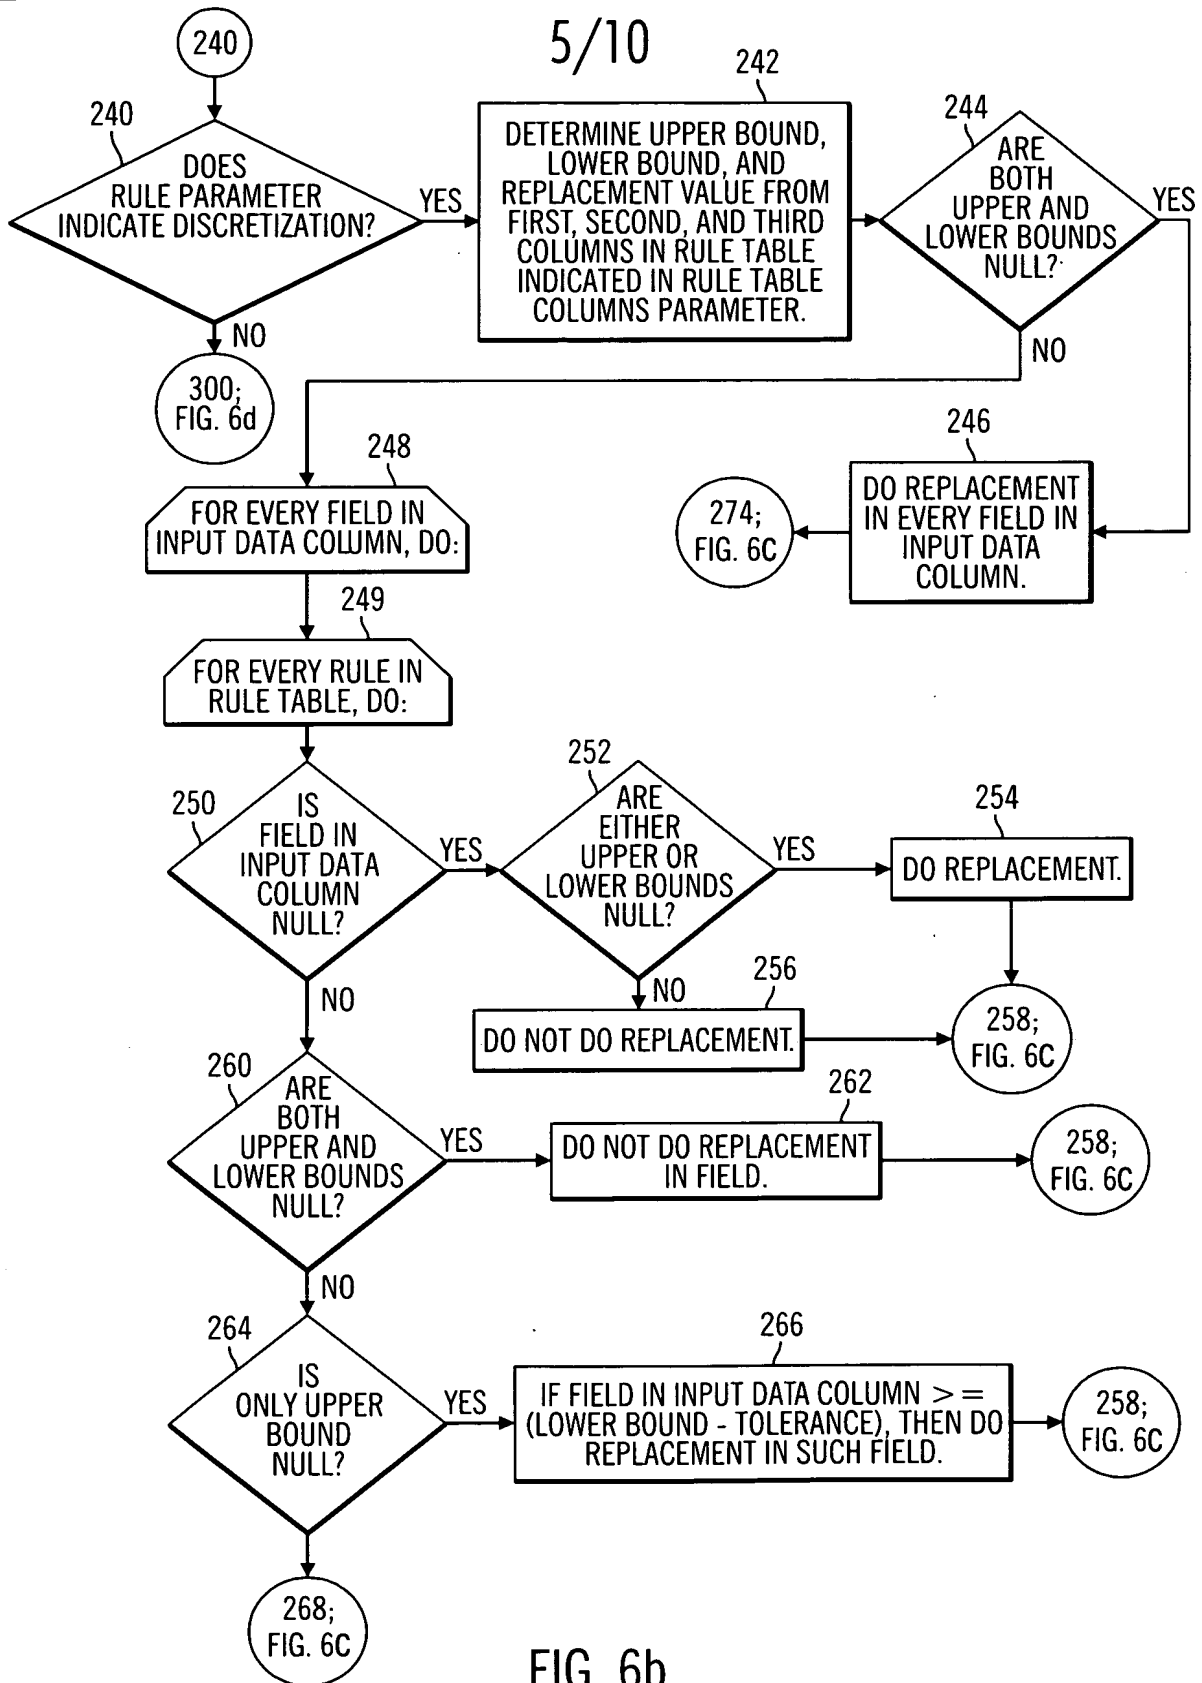 5/10
240
240
DOES
RULE PARAMETER
INDICATE DISCRETIZATION?
YES
NO
300;
FIG. 6d
242
DETERMINE UPPER BOUND,
LOWER BOUND, AND
REPLACEMENT VALUE FROM
FIRST, SECOND, AND THIRD
COLUMNS IN RULE TABLE
INDICATED IN RULE TABLE
COLUMNS PARAMETER.
244
ARE
BOTH
UPPER AND
LOWER BOUNDS
NULL?
YES
NO
246
DO REPLACEMENT
IN EVERY FIELD IN
INPUT DATA
COLUMN.
274;
FIG. 6C
248
FOR EVERY FIELD IN
INPUT DATA COLUMN, DO:
249
FOR EVERY RULE IN
RULE TABLE, DO:
250
IS
FIELD IN
INPUT DATA
COLUMN
NULL?
YES
NO
252
ARE
EITHER
UPPER OR
LOWER BOUNDS
NULL?
YES
NO
254
DO REPLACEMENT.
256
DO NOT DO REPLACEMENT.
258;
FIG. 6C
260
ARE
BOTH
UPPER AND
LOWER BOUNDS
NULL?
YES
NO
262
DO NOT DO REPLACEMENT
IN FIELD.
258;
FIG. 6C
264
IS
ONLY UPPER
BOUND
NULL?
YES
266
IF FIELD IN INPUT DATA COLUMN > =
(LOWER BOUND - TOLERANCE), THEN DO
REPLACEMENT IN SUCH FIELD.
258;
FIG. 6C
268;
FIG. 6C
FIG. 6b